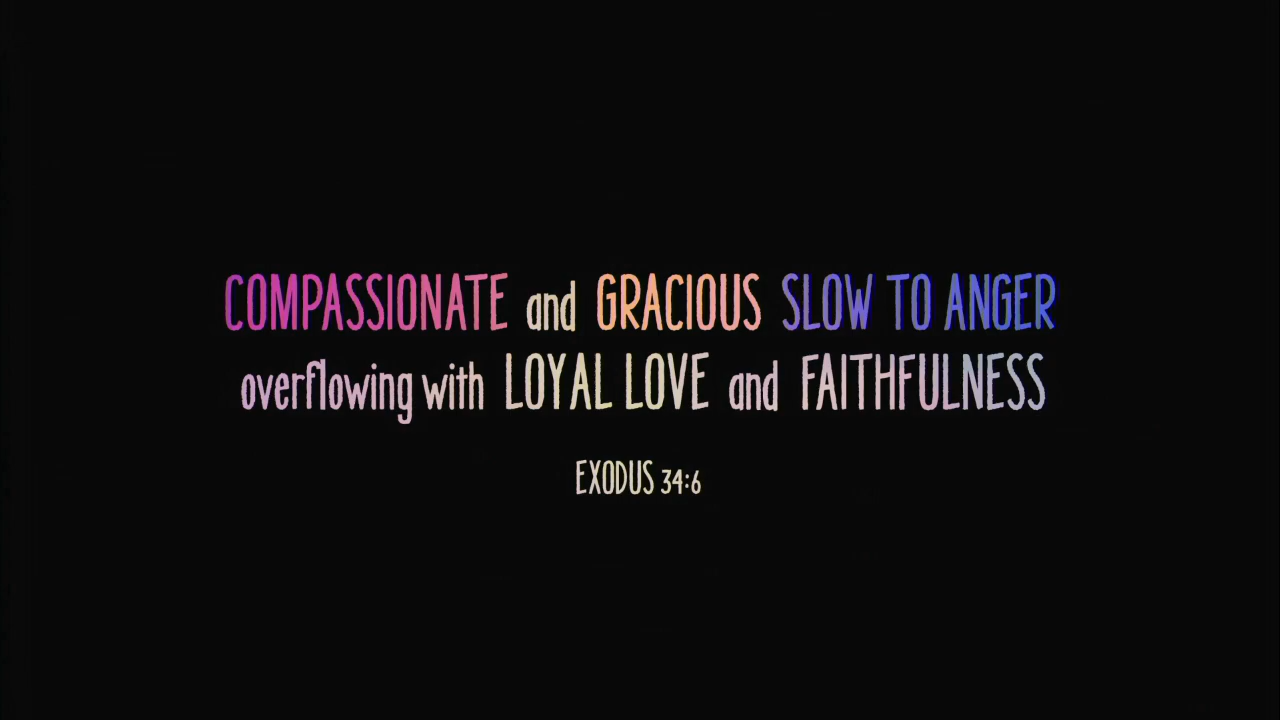 COMPASSIONATE and GRACIOUS SLOW TO ANGER
overflowing with LOYAL LOVE and FAITHFULNESS
EXODUS 34:6